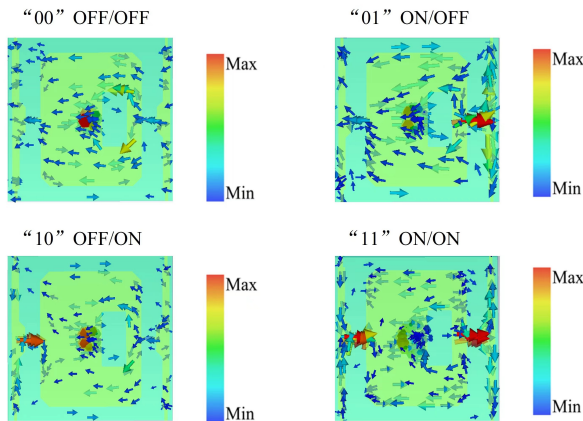 “00” OFF/OFF
“01” ON/OFF
Max
Min
Max
Min
“10” OFF/ON
“11” ON/ON
Max
Min
Max
Min